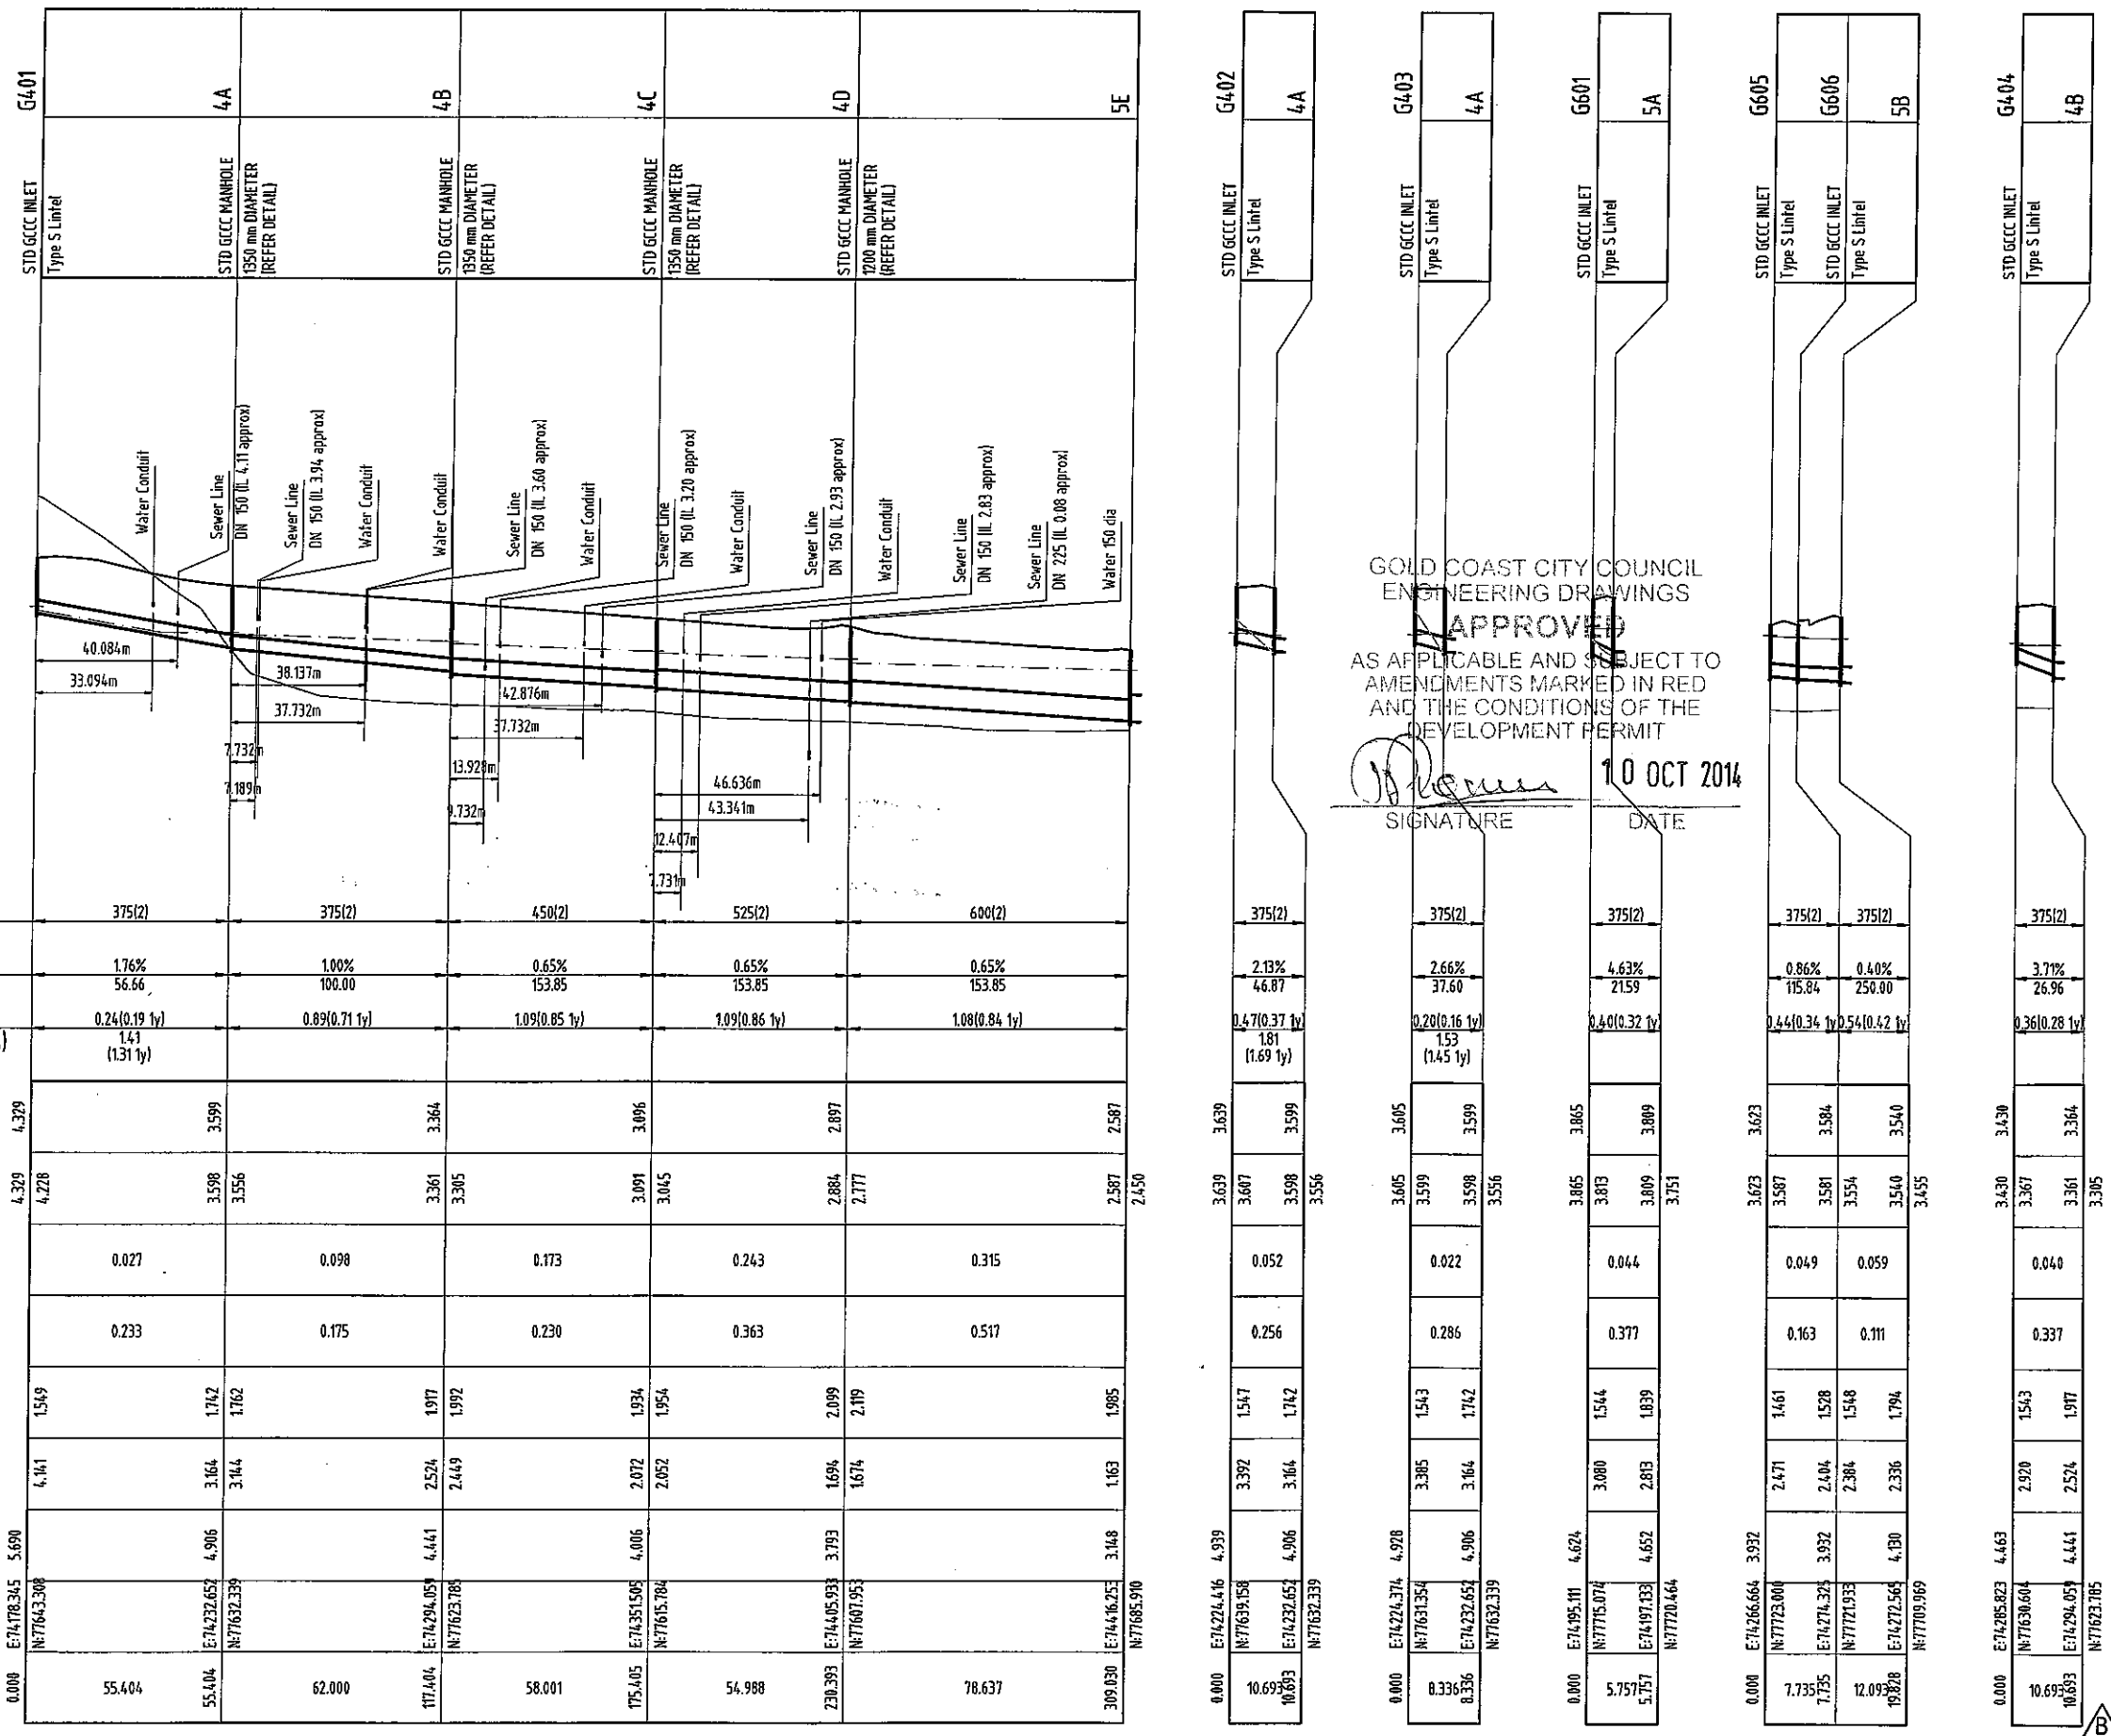 G401
4A
4B
4C
4D
5E
STD GCCC INLET
Type S Lintel
STD GCCC MANHOLE
1350 mm DIAMETER
(REFER DETAIL)
STD GCCC MANHOLE
1350 mm DIAMETER
(REFER DETAIL)
STD GCCC MANHOLE
1350 mm DIAMETER
(REFER DETAIL)
STD GCCC MANHOLE
1200 mm DIAMETER
(REFER DETAIL)
Water Conduit
Sewer Line
DN 150 (IL 4.11 approx)
Sewer Line
DN 150 (IL 3.94 approx)
Water Conduit
Water Conduit
Sewer Line
DN 150 (IL 3.60 approx)
Water Conduit
Sewer Line
DN 150 (IL 3.20 approx)
Water Conduit
Sewer Line
DN 150 (IL 2.93 approx)
Water Conduit
Sewer Line
DN 150 (IL 2.83 approx)
Sewer Line
DN 225 (IL 0.08 approx)
Water 150 dia
40.084m
33.094m
38.137m
37.732m
7.732m
7.189m
42.876m
37.732m
13.928m
9.732m
46.636m
43.341m
12.407m
7.731m
375(2) 375(2) 450(2) 525(2) 600(2)
1.76% 1.00% 0.65% 0.65% 0.65%
56.66 100.00 153.85 153.85 153.85
0.24(0.19 1y) 0.89(0.71 1y) 1.09(0.85 1y) 1.09(0.86 1y) 1.08(0.84 1y)
1.41
(1.31 1y)
4.329 3.599 3.364 3.096 2.897 2.587
4.329 4.228 3.598 3.556 3.361 3.305 3.091 3.045 2.884 2.777 2.587 2.450
0.027 0.098 0.173 0.243 0.315
0.233 0.175 0.230 0.363 0.517
1.549 1.742 1.762 1.917 1.992 1.934 1.954 2.099 2.119 1.985
4.141 3.164 3.144 2.524 2.449 2.072 2.052 1.694 1.674 1.163
5.690 4.906 4.441 4.006 3.793 3.148
E:74178.345 N:77643.308 E:74232.652 N:77632.339 E:74294.059 N:77623.785 E:74351.505 N:77615.784 E:74405.933 N:77607.953 E:74416.253 N:77685.910
0.000 55.404 55.404 62.000 117.404 58.001 175.405 54.988 230.393 78.637 309.030
G402
4A
STD GCCC INLET
Type S Lintel
375(2)
2.13%
46.87
0.47(0.37 1y)
1.81
(1.69 1y)
3.639 3.599
3.639 3.607 3.598 3.556
0.052
0.256
1.547 1.742
3.392 3.164
4.939 4.906
E:74224.416 N:77639.158 E:74232.652 N:77632.339
0.000 10.693 10.693
G403
4A
STD GCCC INLET
Type S Lintel
375(2)
2.66%
37.60
0.20(0.16 1y)
1.53
(1.45 1y)
3.605 3.599
3.605 3.599 3.598 3.556
0.022
0.286
1.543 1.742
3.385 3.164
4.928 4.906
E:74224.374 N:77631.354 E:74232.652 N:77632.339
0.000 8.336 8.336
G601
5A
STD GCCC INLET
Type S Lintel
375(2)
4.63%
21.59
0.40(0.32 1y)
3.865 3.809
3.865 3.813 3.809 3.751
0.044
0.377
1.544 1.839
3.080 2.813
4.624 4.652
E:74195.111 N:77715.074 E:74197.133 N:77720.464
0.000 5.757 5.757
G605
G606
5B
STD GCCC INLET
Type S Lintel
STD GCCC INLET
Type S Lintel
375(2) 375(2)
0.86% 0.40%
115.84 250.00
0.44(0.34 1y) 0.54(0.42 1y)
3.623 3.584 3.540
3.623 3.587 3.581 3.554 3.540 3.455
0.049 0.059
0.163 0.111
1.461 1.528 1.548 1.794
2.471 2.404 2.384 2.336
3.932 3.932 4.130
E:74266.664 N:77723.000 E:74274.325 N:77721.933 E:74272.565 N:77709.969
0.000 7.735 7.735 12.093 19.828
G404
4B
STD GCCC INLET
Type S Lintel
375(2)
3.71%
26.96
0.36(0.28 1y)
3.430 3.364
3.430 3.367 3.361 3.305
0.040
0.337
1.543 1.917
2.920 2.524
4.463 4.441
E:74285.823 N:77630.604 E:74294.059 N:77623.785
0.000 10.693 10.693
B
GOLD COAST CITY COUNCIL
ENGINEERING DRAWINGS
APPROVED
AS APPLICABLE AND SUBJECT TO
AMENDMENTS MARKED IN RED
AND THE CONDITIONS OF THE
DEVELOPMENT PERMIT
10 OCT 2014
SIGNATURE DATE